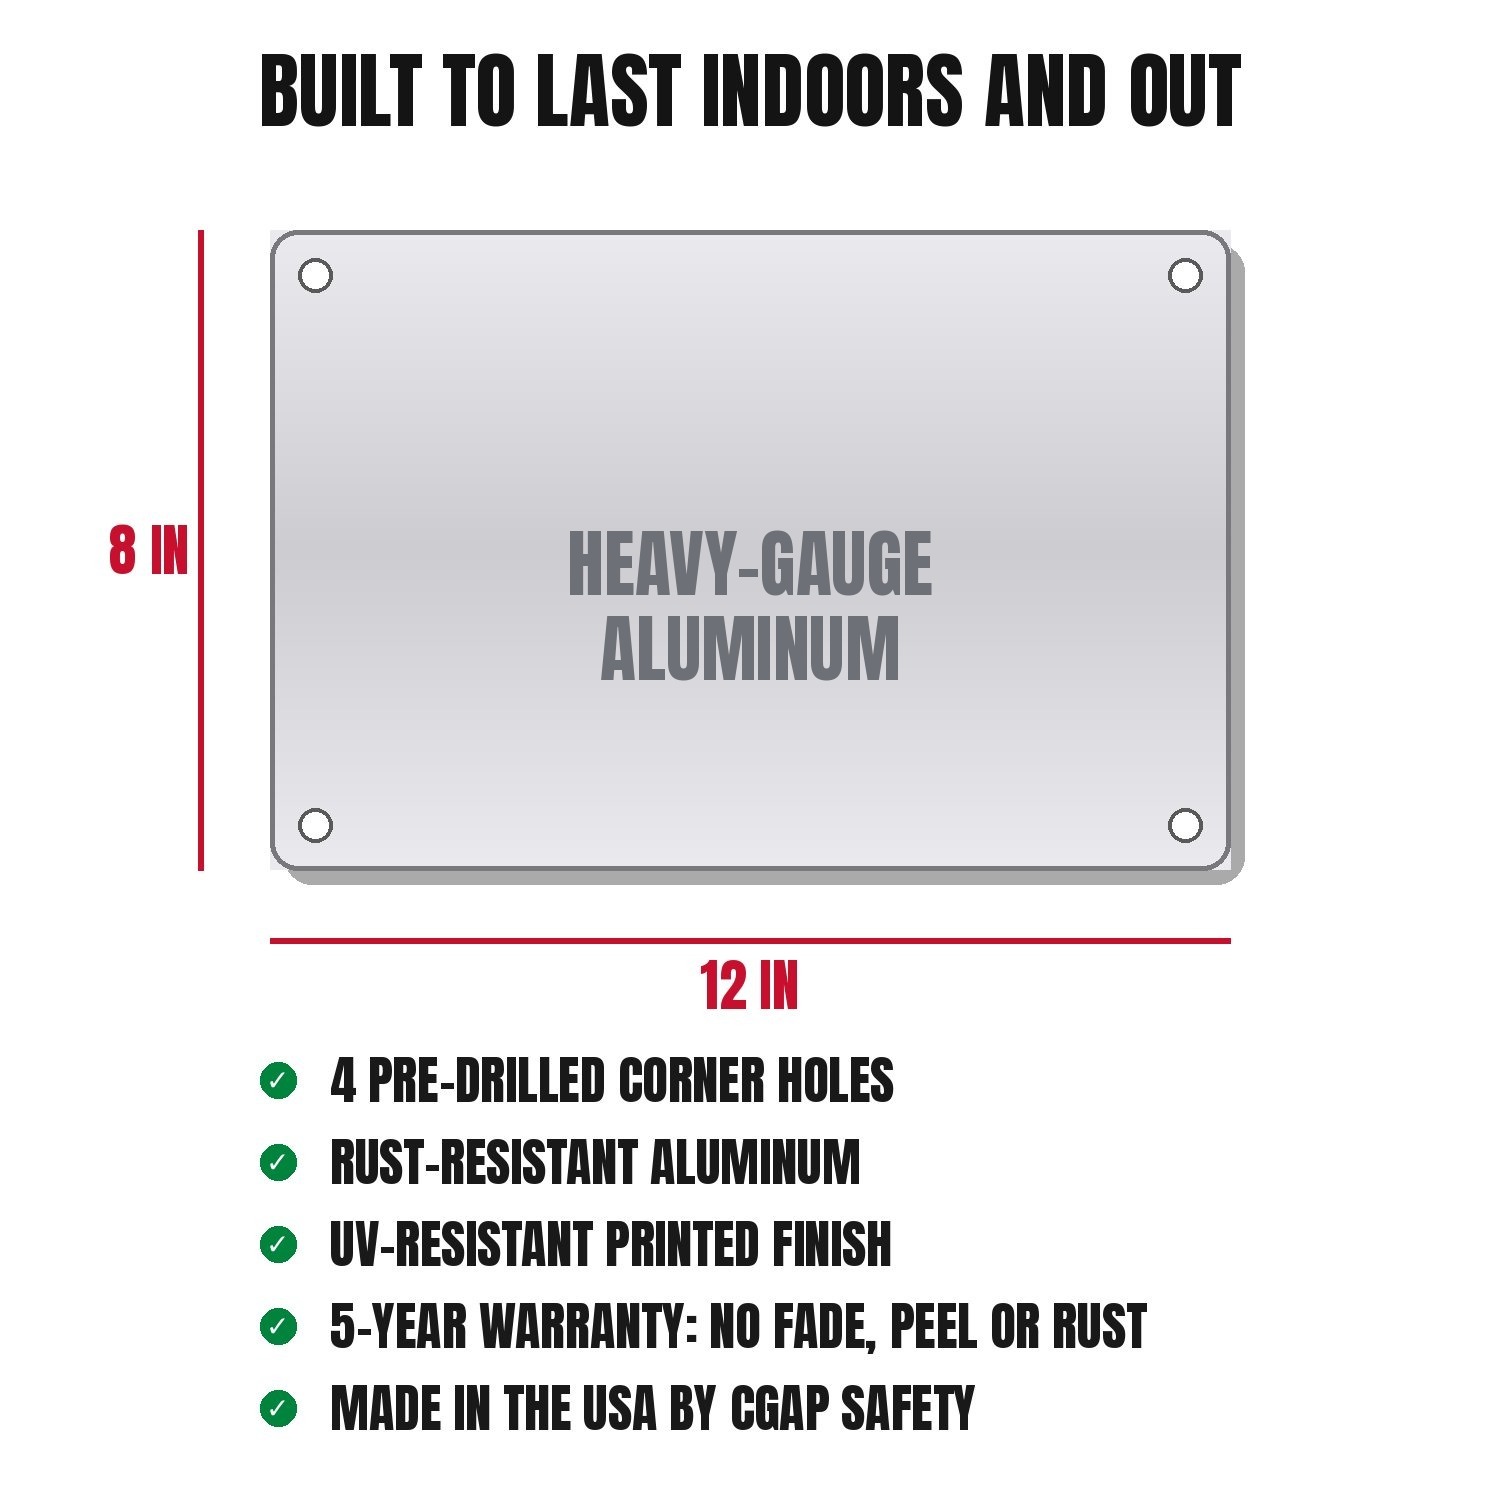 BUILT TO LAST INDOORS AND OUT
8 IN
HEAVY-GAUGE
ALUMINUM
12 IN
✓ 4 PRE-DRILLED CORNER HOLES
✓ RUST-RESISTANT ALUMINUM
✓ UV-RESISTANT PRINTED FINISH
✓ 5-YEAR WARRANTY: NO FADE, PEEL OR RUST
✓ MADE IN THE USA BY CGAP SAFETY